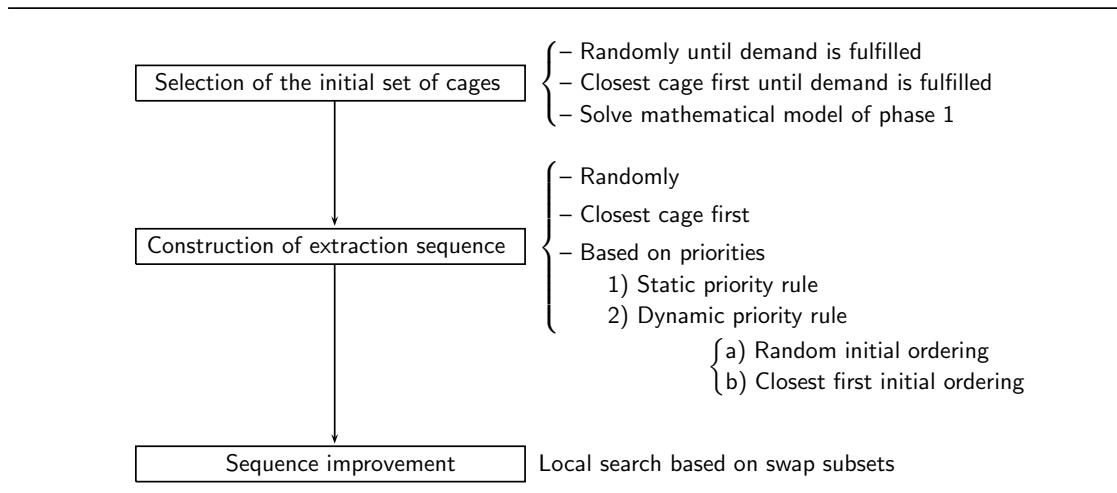 Selection of the initial set of cages
– Randomly until demand is fulfilled
– Closest cage first until demand is fulfilled
– Solve mathematical model of phase 1
Construction of extraction sequence
– Randomly
– Closest cage first
– Based on priorities
1) Static priority rule
2) Dynamic priority rule
a) Random initial ordering
b) Closest first initial ordering
Sequence improvement
Local search based on swap subsets